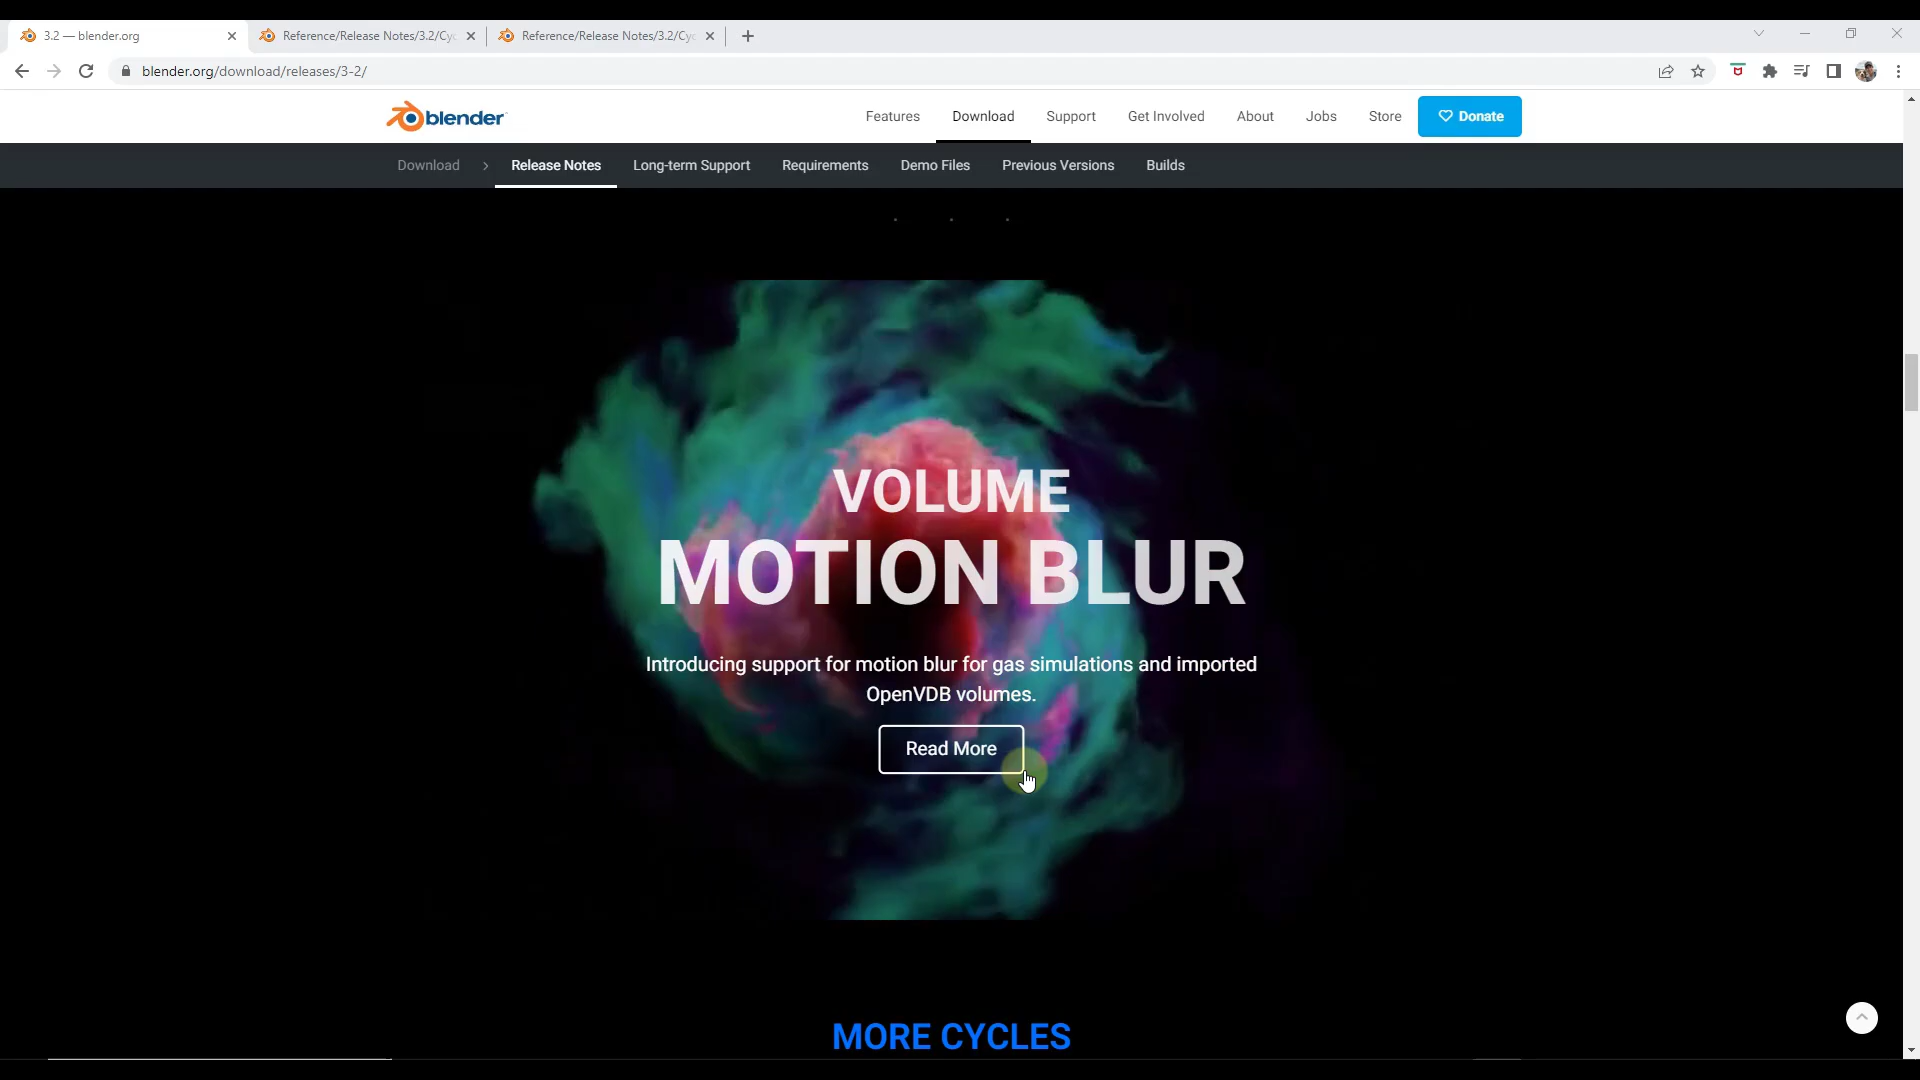 3.2 — blender.org
Reference/Release Notes/3.2/Cyc
Reference/Release Notes/3.2/Cyc
blender.org/download/releases/3-2/
blender
Features
Download
Support
Get Involved
About
Jobs
Store
Donate
Download
Release Notes
Long-term Support
Requirements
Demo Files
Previous Versions
Builds
VOLUME
MOTION BLUR
Introducing support for motion blur for gas simulations and imported
OpenVDB volumes.
Read More
MORE CYCLES